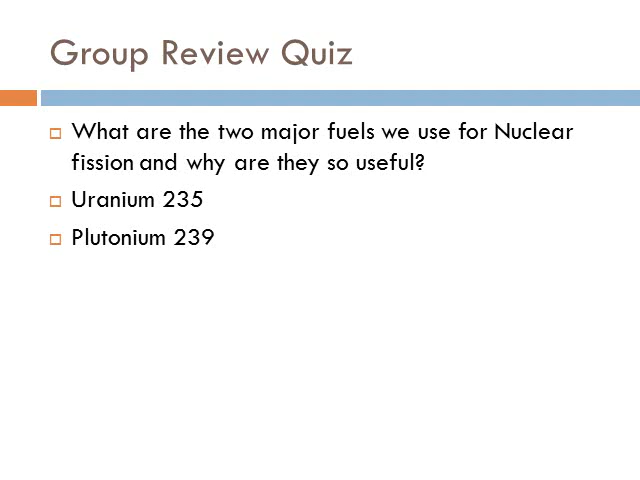 Group Review Quiz
What are the two major fuels we use for Nuclear
fission and why are they so useful?
Uranium 235
Plutonium 239